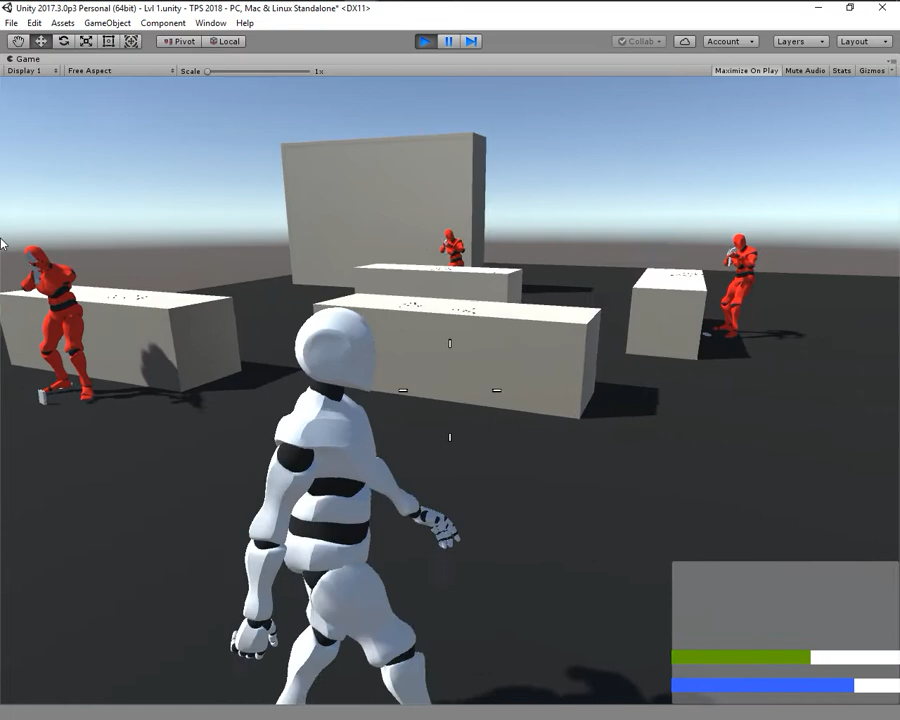 Unity 2017.3.0p3 Personal (64bit) - Lvl 1.unity - TPS 2018 - PC, Mac & Linux Standalone* <DX11>
File Edit Assets GameObject Component Window Help
Pivot Local Collab Account Layers Layout
Game
Display 1 Free Aspect Scale 1x Maximize On Play Mute Audio Stats Gizmos